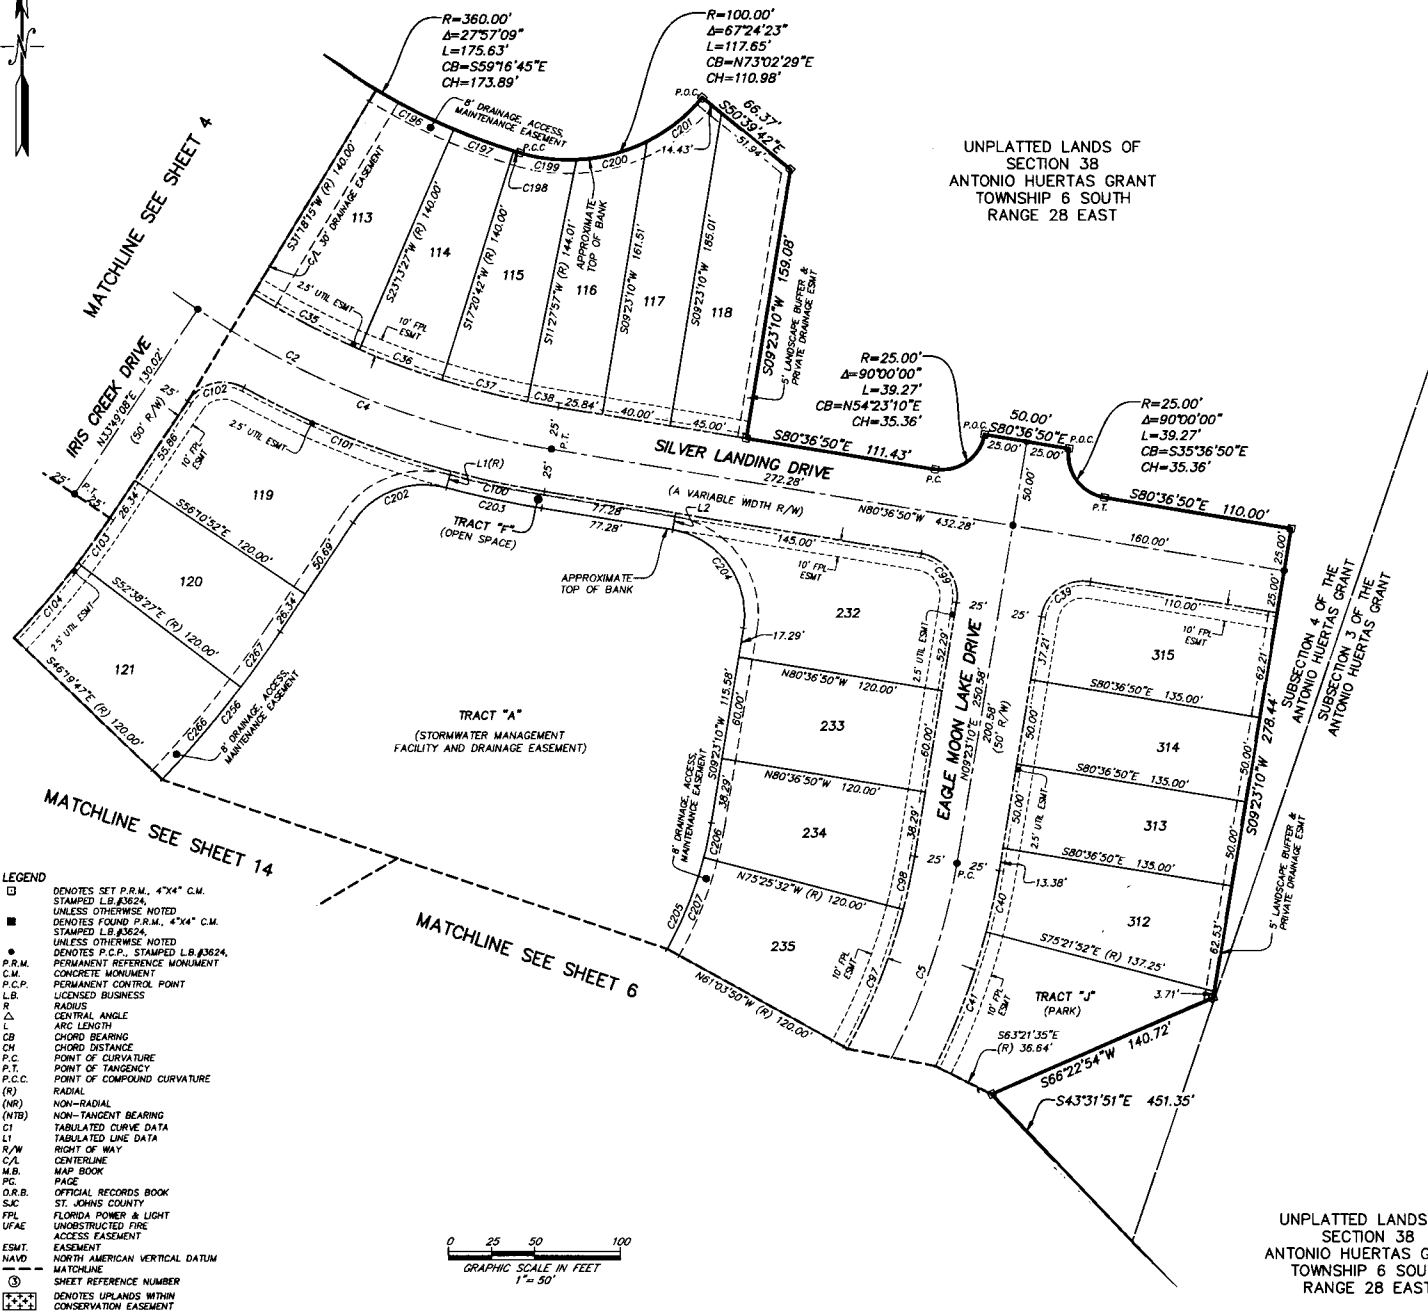 N
R=360.00'
Δ=27°57'09"
L=175.63'
CB=S59°16'45"E
CH=173.89'
R=100.00'
Δ=67°24'23"
L=117.65'
CB=N73°02'29"E
CH=110.98'
8' DRAINAGE, ACCESS,
MAINTENANCE EASEMENT
P.O.C.
66.37'
S50°39'42"E
51.94'
14.43'
C196
C197
P.C.C
C198
C199
C200
C201
UNPLATTED LANDS OF
SECTION 38
ANTONIO HUERTAS GRANT
TOWNSHIP 6 SOUTH
RANGE 28 EAST
MATCHLINE SEE SHEET 4
S31°18'15"W (R) 140.00'
C/L 30' DRAINAGE EASEMENT
113
S23°13'27"W (R) 140.00'
114
S17°20'42"W (R) 140.00'
115
S11°27'57"W (R) 144.01'
APPROXIMATE
TOP OF BANK
116
S09°23'10"W 161.51'
117
S09°23'10"W 185.01'
118
S09°23'10"W 159.08'
5' LANDSCAPE BUFFER &
PRIVATE DRAINAGE ESMT
2.5' UTIL ESMT
10' FPL
ESMT
C35
C36
C37
C38
25.84'
40.00'
45.00'
R=25.00'
Δ=90°00'00"
L=39.27'
CB=N54°23'10"E
CH=35.36'
R=25.00'
Δ=90°00'00"
L=39.27'
CB=S35°36'50"E
CH=35.36'
50.00'
S80°36'50"E
25.00'
25.00'
P.O.C.
P.O.C.
S80°36'50"E 111.43'
P.C.
P.T.
S80°36'50"E 110.00'
IRIS CREEK DRIVE
N33°49'08"E 130.02'
(50' R/W)
25'
25'
P.T.
25'
C2
C4
25'
P.T.
25'
SILVER LANDING DRIVE
272.28'
(A VARIABLE WIDTH R/W)
N80°36'50"W 432.28'
50.00'
160.00'
25.00'
25.00'
C102
55.86'
10' FPL
ESMT
2.5' UTIL ESMT
C101
119
L1(R)
C100
C202
C203
77.28'
77.28'
L2
TRACT "F"
(OPEN SPACE)
APPROXIMATE
TOP OF BANK
26.34'
S56°10'52"E 120.00'
50.69'
C103
120
26.34'
S52°38'27"E (R) 120.00'
C104
2.5' UTIL ESMT
C267
121
S46°19'47"E (R) 120.00'
C256
C266
8' DRAINAGE, ACCESS,
MAINTENANCE EASEMENT
TRACT "A"
(STORMWATER MANAGEMENT
FACILITY AND DRAINAGE EASEMENT)
145.00'
10' FPL
ESMT
C99
C204
232
17.29'
2.5' UTIL ESMT
52.29'
N80°36'50"W 120.00'
S09°23'10"W 115.58'
60.00'
233
60.00'
N80°36'50"W 120.00'
38.29'
38.29'
234
C206
8' DRAINAGE, ACCESS,
MAINTENANCE EASEMENT
N75°25'32"W (R) 120.00'
C98
C205
C207
235
10' FPL
ESMT
C97
N61°03'50"W (R) 120.00'
EAGLE MOON LAKE DRIVE
N09°23'10"E 250.58'
200.58'
(50' R/W)
25'
25'
25'
25'
P.C.
C5
C39
110.00'
10' FPL
ESMT
37.21'
315
62.21'
S80°36'50"E 135.00'
50.00'
314
50.00'
S80°36'50"E 135.00'
50.00'
2.5' UTIL ESMT
313
50.00'
S80°36'50"E 135.00'
13.38'
C40
312
62.53'
S75°21'52"E (R) 137.25'
S09°23'10"W 278.44'
5' LANDSCAPE BUFFER &
PRIVATE DRAINAGE ESMT
SUBSECTION 4 OF THE
ANTONIO HUERTAS GRANT
SUBSECTION 3 OF THE
ANTONIO HUERTAS GRANT
C41
10' FPL
ESMT
TRACT "J"
(PARK)
3.71'
S63°21'35"E
(R) 36.64'
S66°22'54"W 140.72'
S43°31'51"E 451.35'
MATCHLINE SEE SHEET 14
MATCHLINE SEE SHEET 6
LEGEND
DENOTES SET P.R.M., 4"X4" C.M.
STAMPED L.B.#3624,
UNLESS OTHERWISE NOTED
DENOTES FOUND P.R.M., 4"X4" C.M.
STAMPED L.B.#3624,
UNLESS OTHERWISE NOTED
DENOTES P.C.P., STAMPED L.B.#3624,
P.R.M. PERMANENT REFERENCE MONUMENT
C.M. CONCRETE MONUMENT
P.C.P. PERMANENT CONTROL POINT
L.B. LICENSED BUSINESS
R RADIUS
△ CENTRAL ANGLE
L ARC LENGTH
CB CHORD BEARING
CH CHORD DISTANCE
P.C. POINT OF CURVATURE
P.T. POINT OF TANGENCY
P.C.C. POINT OF COMPOUND CURVATURE
(R) RADIAL
(NR) NON-RADIAL
(NTB) NON-TANGENT BEARING
C1 TABULATED CURVE DATA
L1 TABULATED LINE DATA
R/W RIGHT OF WAY
C/L CENTERLINE
M.B. MAP BOOK
PG. PAGE
O.R.B. OFFICIAL RECORDS BOOK
SJC ST. JOHNS COUNTY
FPL FLORIDA POWER & LIGHT
UFAE UNOBSTRUCTED FIRE
ACCESS EASEMENT
ESMT. EASEMENT
NAVD NORTH AMERICAN VERTICAL DATUM
MATCHLINE
③ SHEET REFERENCE NUMBER
DENOTES UPLANDS WITHIN
CONSERVATION EASEMENT
0 25 50 100
GRAPHIC SCALE IN FEET
1"= 50'
UNPLATTED LANDS
SECTION 38
ANTONIO HUERTAS G
TOWNSHIP 6 SOU
RANGE 28 EAST